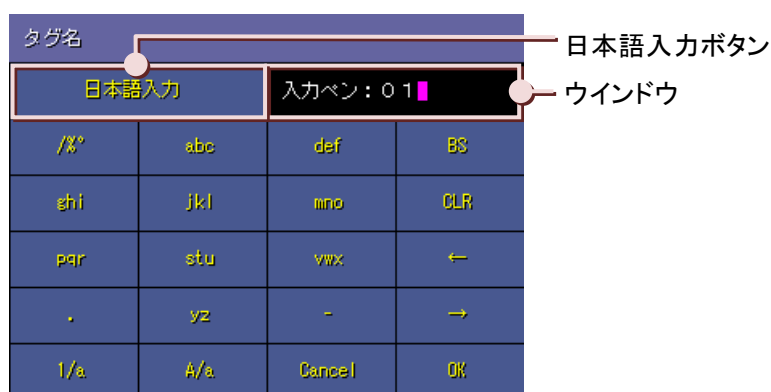 タグ名
日本語入力ボタン
日本語入力 入力ペン：０１
ウインドウ
/%° abc def BS
ghi jkl mno CLR
pqr stu vwx ←
. yz - →
1/a A/a Cancel OK